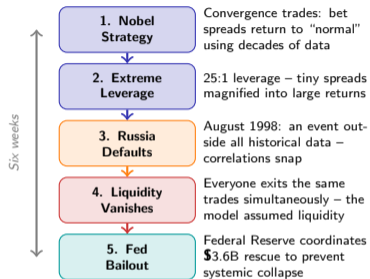 Six weeks
1. Nobel
Strategy
Convergence trades: bet
spreads return to “normal”
using decades of data
2. Extreme
Leverage
25:1 leverage – tiny spreads
magnified into large returns
3. Russia
Defaults
August 1998: an event out-
side all historical data –
correlations snap
4. Liquidity
Vanishes
Everyone exits the same
trades simultaneously – the
model assumed liquidity
5. Fed
Bailout
Federal Reserve coordinates
$3.6B rescue to prevent
systemic collapse